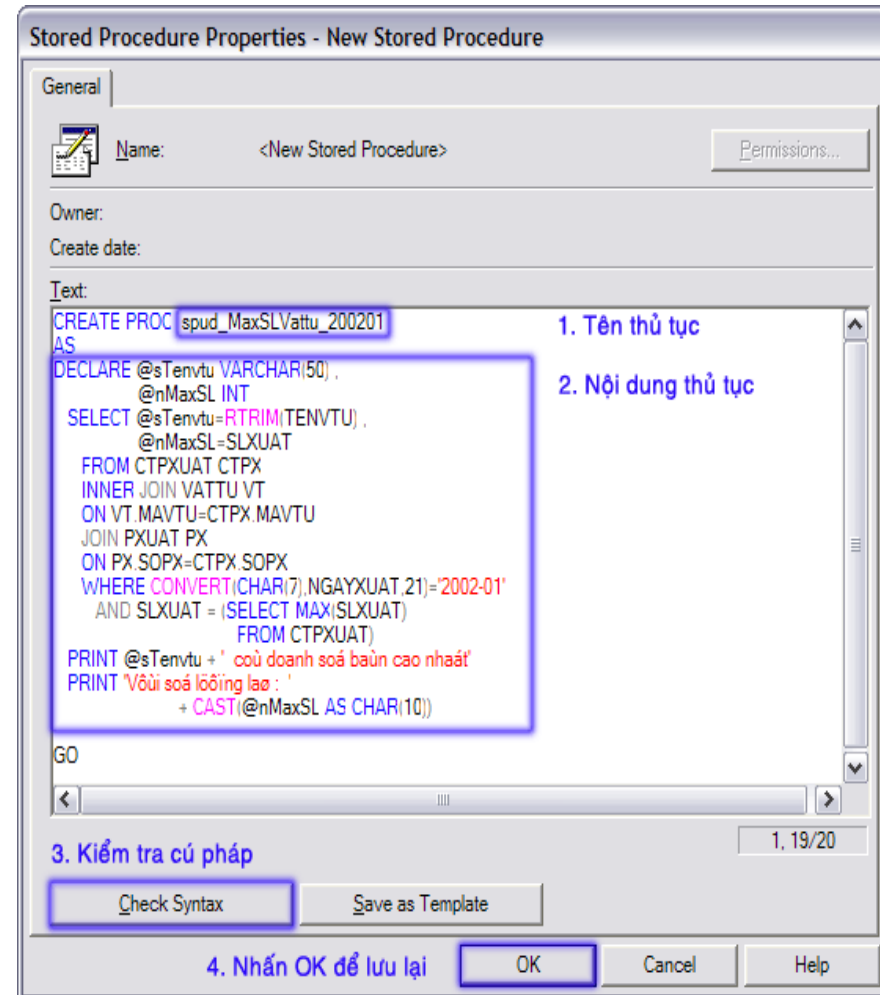 Stored Procedure Properties - New Stored Procedure
General
Name: <New Stored Procedure> Permissions...
Owner:
Create date:
Text:
CREATE PROC spud_MaxSLVattu_200201 1. Tên thủ tục
AS
DECLARE @sTenvtu VARCHAR(50) , 2. Nội dung thủ tục
@nMaxSL INT
SELECT @sTenvtu=RTRIM(TENVTU) ,
@nMaxSL=SLXUAT
FROM CTPXUAT CTPX
INNER JOIN VATTU VT
ON VT.MAVTU=CTPX.MAVTU
JOIN PXUAT PX
ON PX.SOPX=CTPX.SOPX
WHERE CONVERT(CHAR(7),NGAYXUAT,21)='2002-01'
AND SLXUAT = (SELECT MAX(SLXUAT)
FROM CTPXUAT)
PRINT @sTenvtu + ' coù doanh soá baùn cao nhaát'
PRINT 'Vôùi soá löôïng laø : '
+ CAST(@nMaxSL AS CHAR(10))
GO
1, 19/20
3. Kiểm tra cú pháp
Check Syntax Save as Template
4. Nhấn OK để lưu lại OK Cancel Help